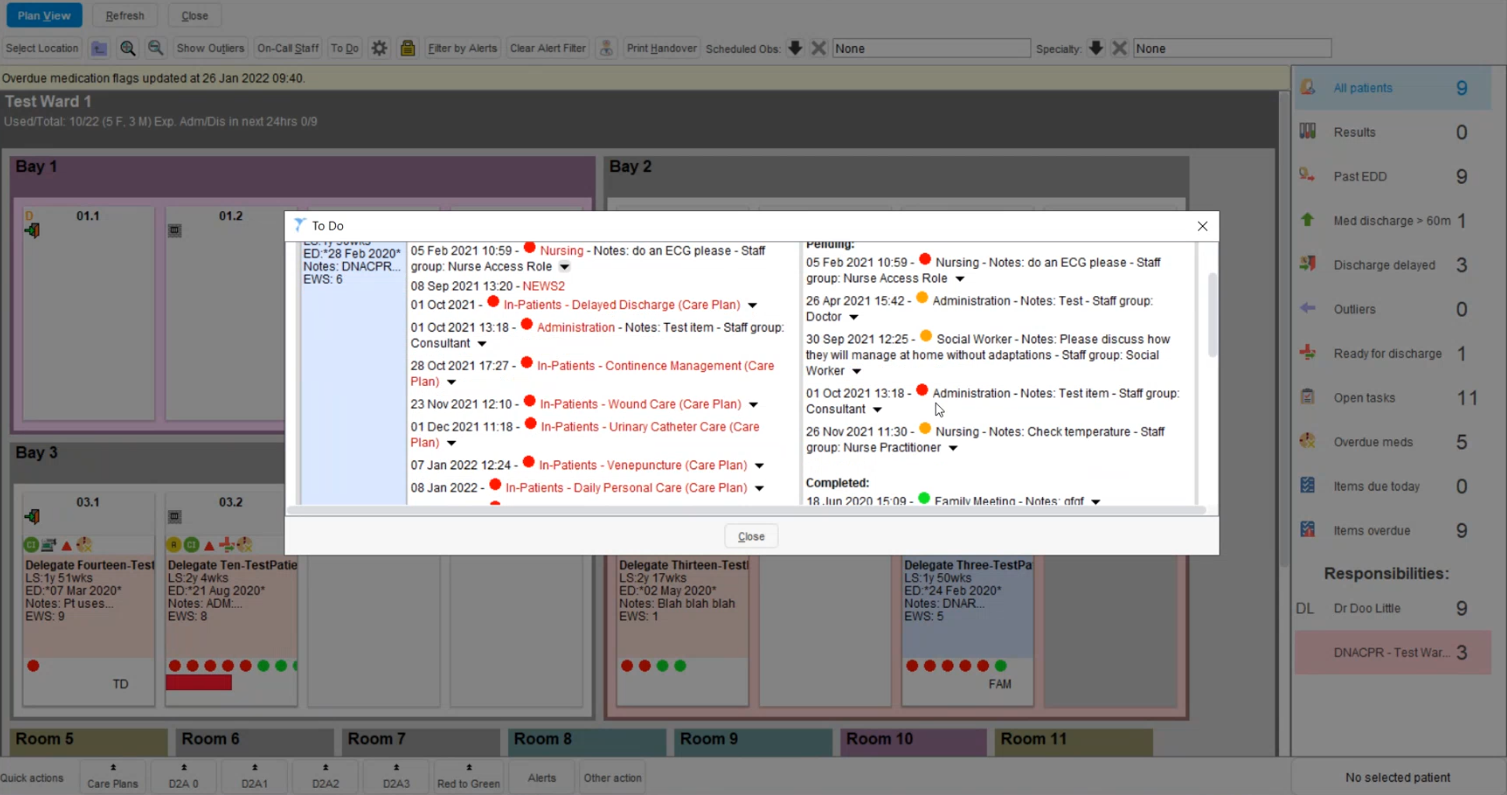 Plan View
Refresh
Close
Select Location
Show Outliers
On-Call Staff
To Do
Filter by Alerts
Clear Alert Filter
Print Handover
Scheduled Obs:
None
Specialty:
None
Overdue medication flags updated at 26 Jan 2022 09:40.
Test Ward 1
Used/Total: 10/22 (5 F, 3 M) Exp. Adm/Dis in next 24hrs 0/9
Bay 1
Bay 2
D
01.1
01.2
To Do
ED:*28 Feb 2020*
Notes: DNACPR...
EWS: 6
05 Feb 2021 10:59 - Nursing - Notes: do an ECG please - Staff
group: Nurse Access Role
08 Sep 2021 13:20 - NEWS2
01 Oct 2021 - In-Patients - Delayed Discharge (Care Plan)
01 Oct 2021 13:18 - Administration - Notes: Test item - Staff group:
Consultant
28 Oct 2021 17:27 - In-Patients - Continence Management (Care
Plan)
23 Nov 2021 12:10 - In-Patients - Wound Care (Care Plan)
01 Dec 2021 11:18 - In-Patients - Urinary Catheter Care (Care
Plan)
07 Jan 2022 12:24 - In-Patients - Venepuncture (Care Plan)
08 Jan 2022 - In-Patients - Daily Personal Care (Care Plan)
Pending:
05 Feb 2021 10:59 - Nursing - Notes: do an ECG please - Staff
group: Nurse Access Role
26 Apr 2021 15:42 - Administration - Notes: Test - Staff group:
Doctor
30 Sep 2021 12:25 - Social Worker - Notes: Please discuss how
they will manage at home without adaptations - Staff group: Social
Worker
01 Oct 2021 13:18 - Administration - Notes: Test item - Staff group:
Consultant
26 Nov 2021 11:30 - Nursing - Notes: Check temperature - Staff
group: Nurse Practitioner
Completed:
18 Jun 2020 15:09 - Family Meeting - Notes: gfgf
Close
Bay 3
03.1
03.2
Delegate Fourteen-Test
LS:1y 51wks
ED:*07 Mar 2020*
Notes: Pt uses...
EWS: 9
TD
Delegate Ten-TestPatie
LS:2y 4wks
ED:*21 Aug 2020*
Notes: ADM:...
EWS: 8
Delegate Thirteen-Test
LS:2y 17wks
ED:*02 May 2020*
Notes: Blah blah blah
EWS: 1
Delegate Three-TestPa
LS:1y 50wks
ED:*24 Feb 2020*
Notes: DNAR...
EWS: 5
FAM
Room 5
Room 6
Room 7
Room 8
Room 9
Room 10
Room 11
Quick actions
Care Plans
D2A 0
D2A1
D2A2
D2A3
Red to Green
Alerts
Other action
All patients 9
Results 0
Past EDD 9
Med discharge > 60m 1
Discharge delayed 3
Outliers 0
Ready for discharge 1
Open tasks 11
Overdue meds 5
Items due today 0
Items overdue 9
Responsibilities:
DL Dr Doo Little 9
DNACPR - Test War... 3
No selected patient